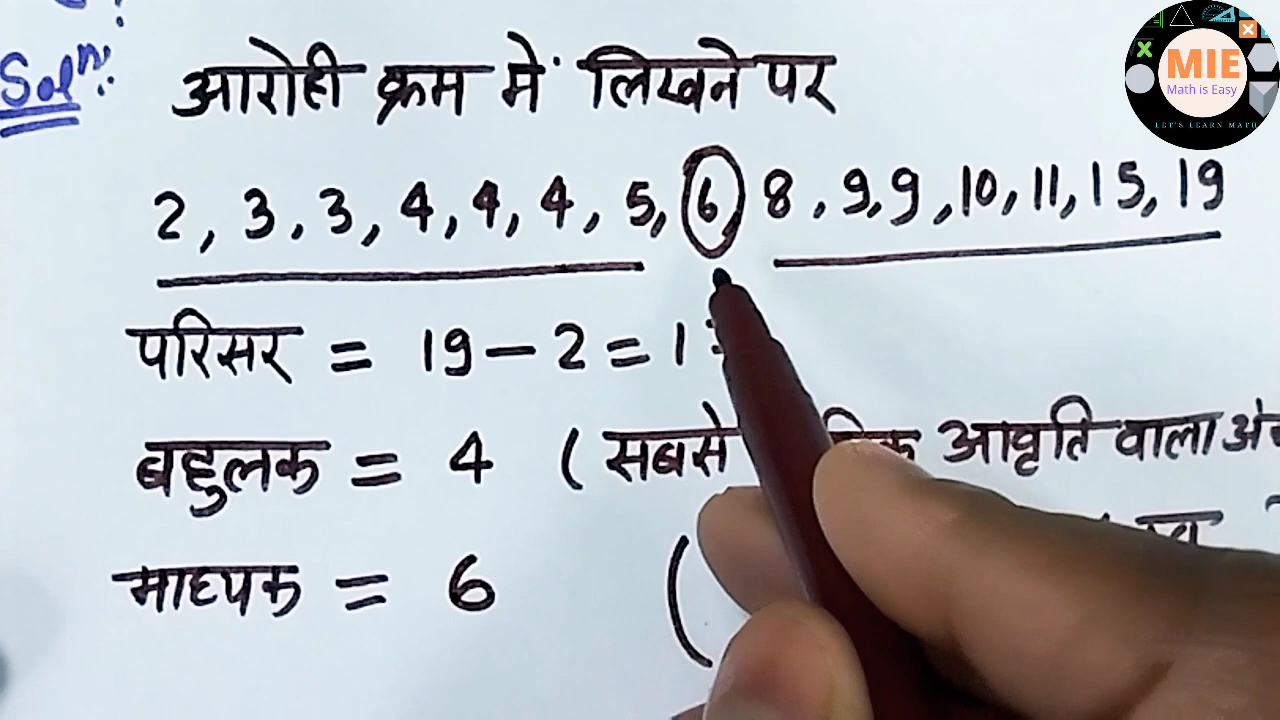 Solⁿ:
आरोही क्रम में लिखने पर
2, 3, 3, 4, 4, 4, 5, 6, 8, 9, 9, 10, 11, 15, 19
परिसर = 19 - 2 = 1
बहुलक = 4 ( सबसे आवृति वाला
माध्यक = 6 (
MIE
Math is Easy
LET'S LEARN MATH